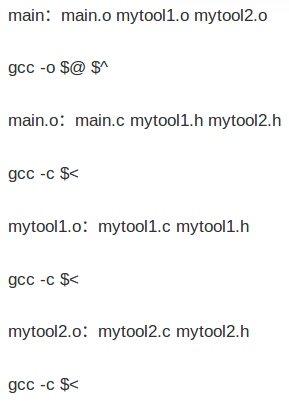 main：main.o mytool1.o mytool2.o
gcc -o $@ $^
main.o：main.c mytool1.h mytool2.h
gcc -c $<
mytool1.o：mytool1.c mytool1.h
gcc -c $<
mytool2.o：mytool2.c mytool2.h
gcc -c $<